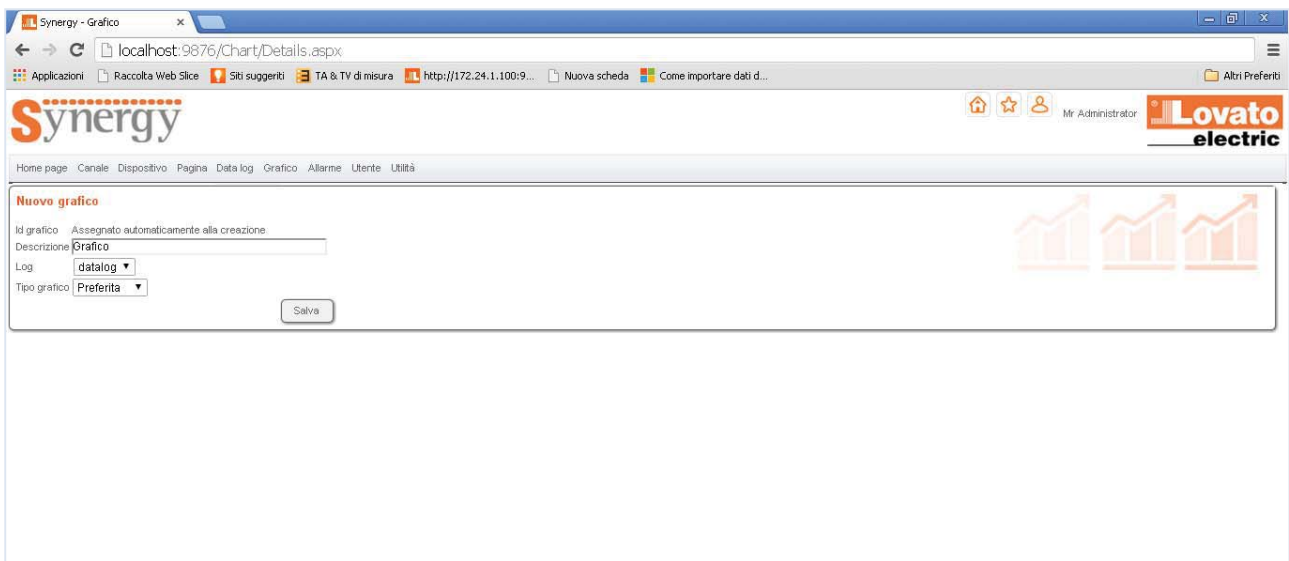 Synergy - Grafico
localhost:9876/Chart/Details.aspx
Applicazioni Raccolta Web Slice Siti suggeriti TA & TV di misura http://172.24.1.100:9... Nuova scheda Come importare dati d... Altri Preferiti
Synergy
Mr Administrator
Lovato
electric
Home page Canale Dispositivo Pagina Data log Grafico Allarme Utente Utilità
Nuovo grafico
Id grafico Assegnato automaticamente alla creazione
Descrizione Grafico
Log datalog
Tipo grafico Preferita
Salva